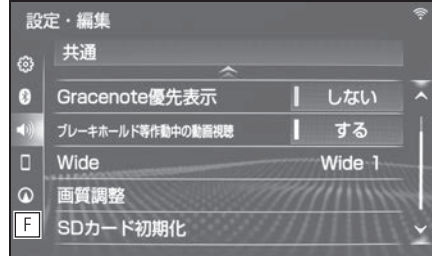 設定・編集
共通
Gracenote優先表示 しない
ブレーキホールド等作動中の動画視聴 する
Wide Wide 1
画質調整
F SDカード初期化